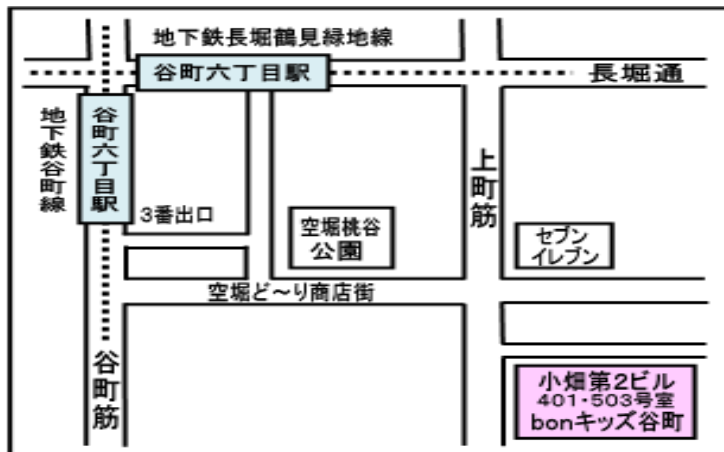 地下鉄長堀鶴見緑地線
谷町六丁目駅
長堀通
地下鉄谷町線
谷町六丁目駅
3番出口
空堀桃谷
公園
上町筋
セブン
イレブン
空堀ど～り商店街
谷町筋
小畑第2ビル
401・503号室
bonキッズ谷町